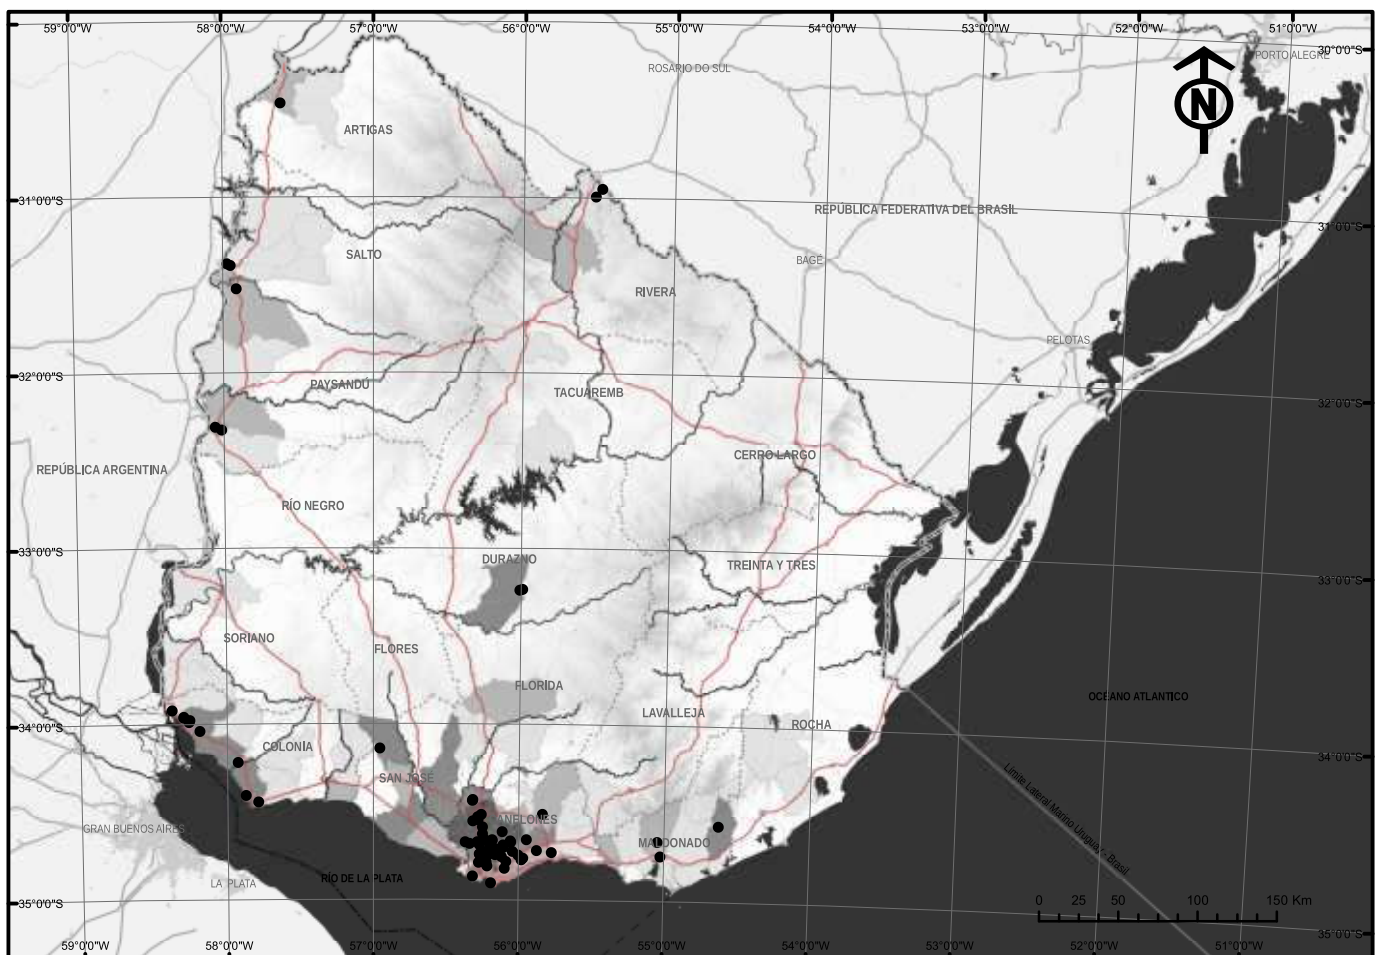 59°0'0"W
58°0'0"W
57°0'0"W
56°0'0"W
55°0'0"W
54°0'0"W
53°0'0"W
52°0'0"W
51°0'0"W
30°0'0"S
PORTO ALEGRE
ROSARIO DO SUL
N
ARTIGAS
31°0'0"S
REPÚBLICA FEDERATIVA DEL BRASIL
31°0'0"S
SALTO
BAGÉ
RIVERA
PELOTAS
32°0'0"S
PAYSANDÚ
TACUAREMB
32°0'0"S
CERRO LARGO
REPÚBLICA ARGENTINA
RÍO NEGRO
33°0'0"S
DURAZNO
TREINTA Y TRES
33°0'0"S
SORIANO
FLORES
FLORIDA
OCEANO ATLANTICO
LAVALLEJA
ROCHA
34°0'0"S
COLONIA
34°0'0"S
SAN JOSÉ
Límite Lateral Marino Uruguay - Brasil
ANELONES
GRAN BUENOS AIRES
MALDONADO
RÍO DE LA PLATA
LA PLATA
0 25 50 100 150 Km
35°0'0"S
35°0'0"S
59°0'0"W
58°0'0"W
57°0'0"W
56°0'0"W
55°0'0"W
54°0'0"W
53°0'0"W
52°0'0"W
51°0'0"W